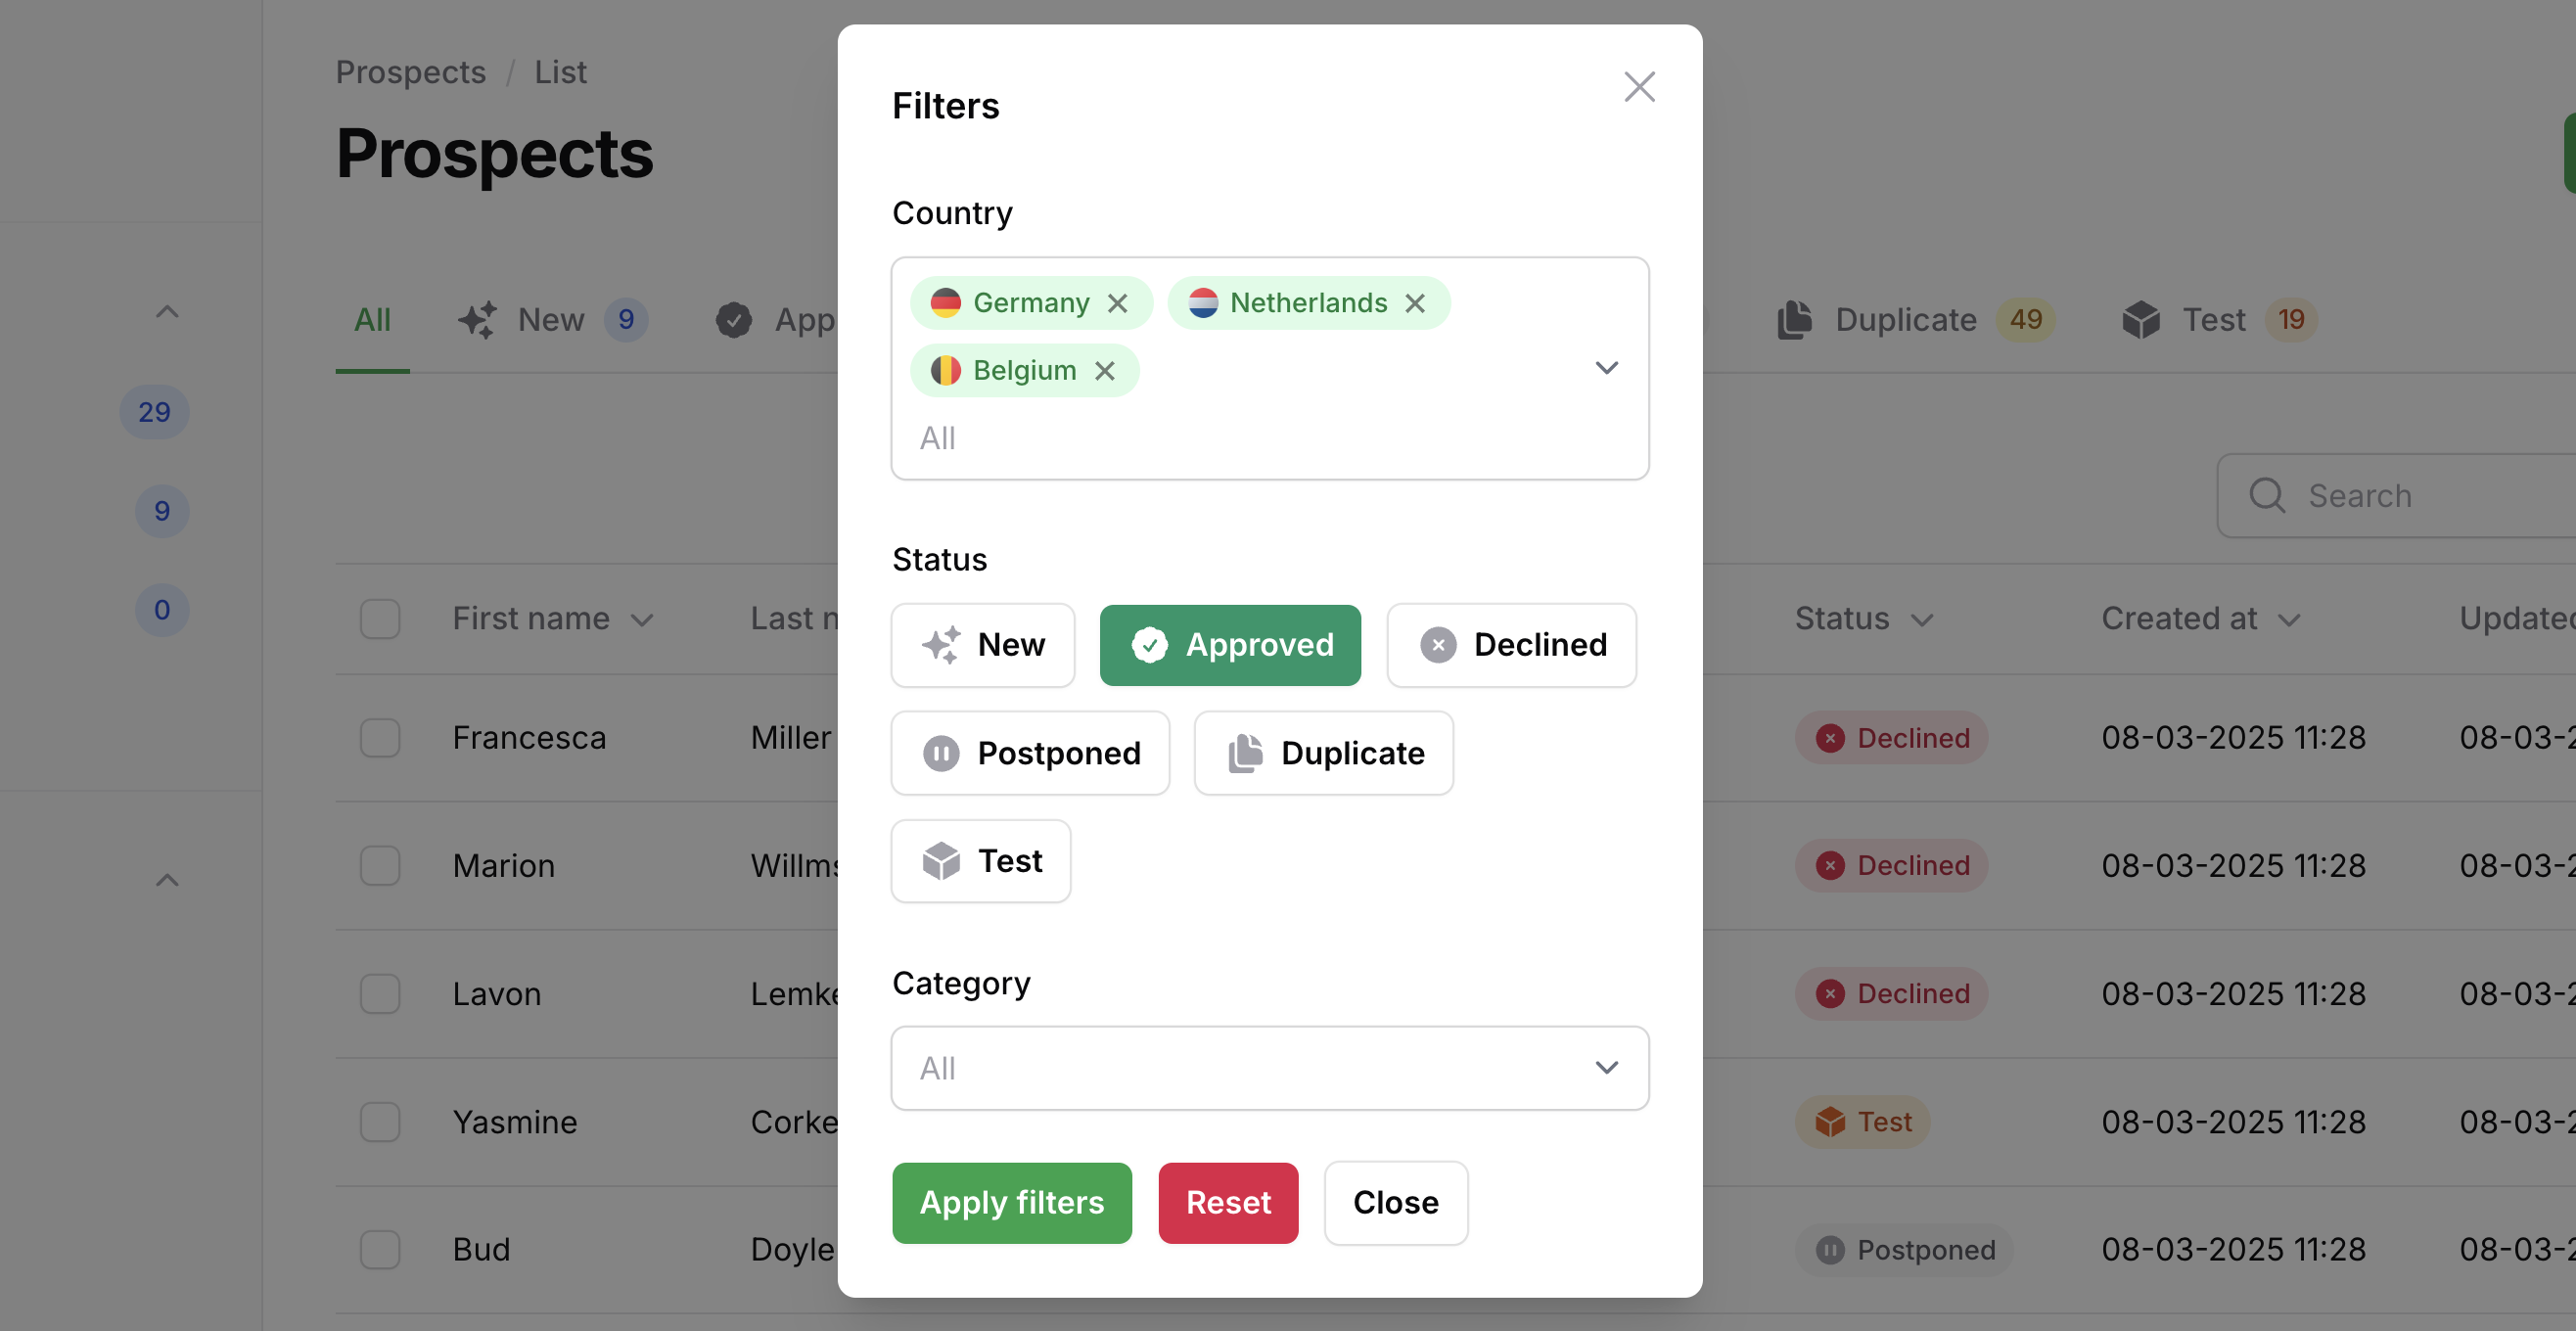 Prospects / List
Prospects
All New 9 App
Duplicate 49 Test 19
29
9
0
Search
First name Last n
Status Created at Updated
Francesca Miller
Declined 08-03-2025 11:28 08-03-2
Marion Willms
Declined 08-03-2025 11:28 08-03-2
Lavon Lemke
Declined 08-03-2025 11:28 08-03-2
Yasmine Corke
Test 08-03-2025 11:28 08-03-2
Bud Doyle
Postponed 08-03-2025 11:28 08-03-2
Filters
Country
Germany Netherlands
Belgium
All
Status
New Approved Declined
Postponed Duplicate
Test
Category
All
Apply filters Reset Close